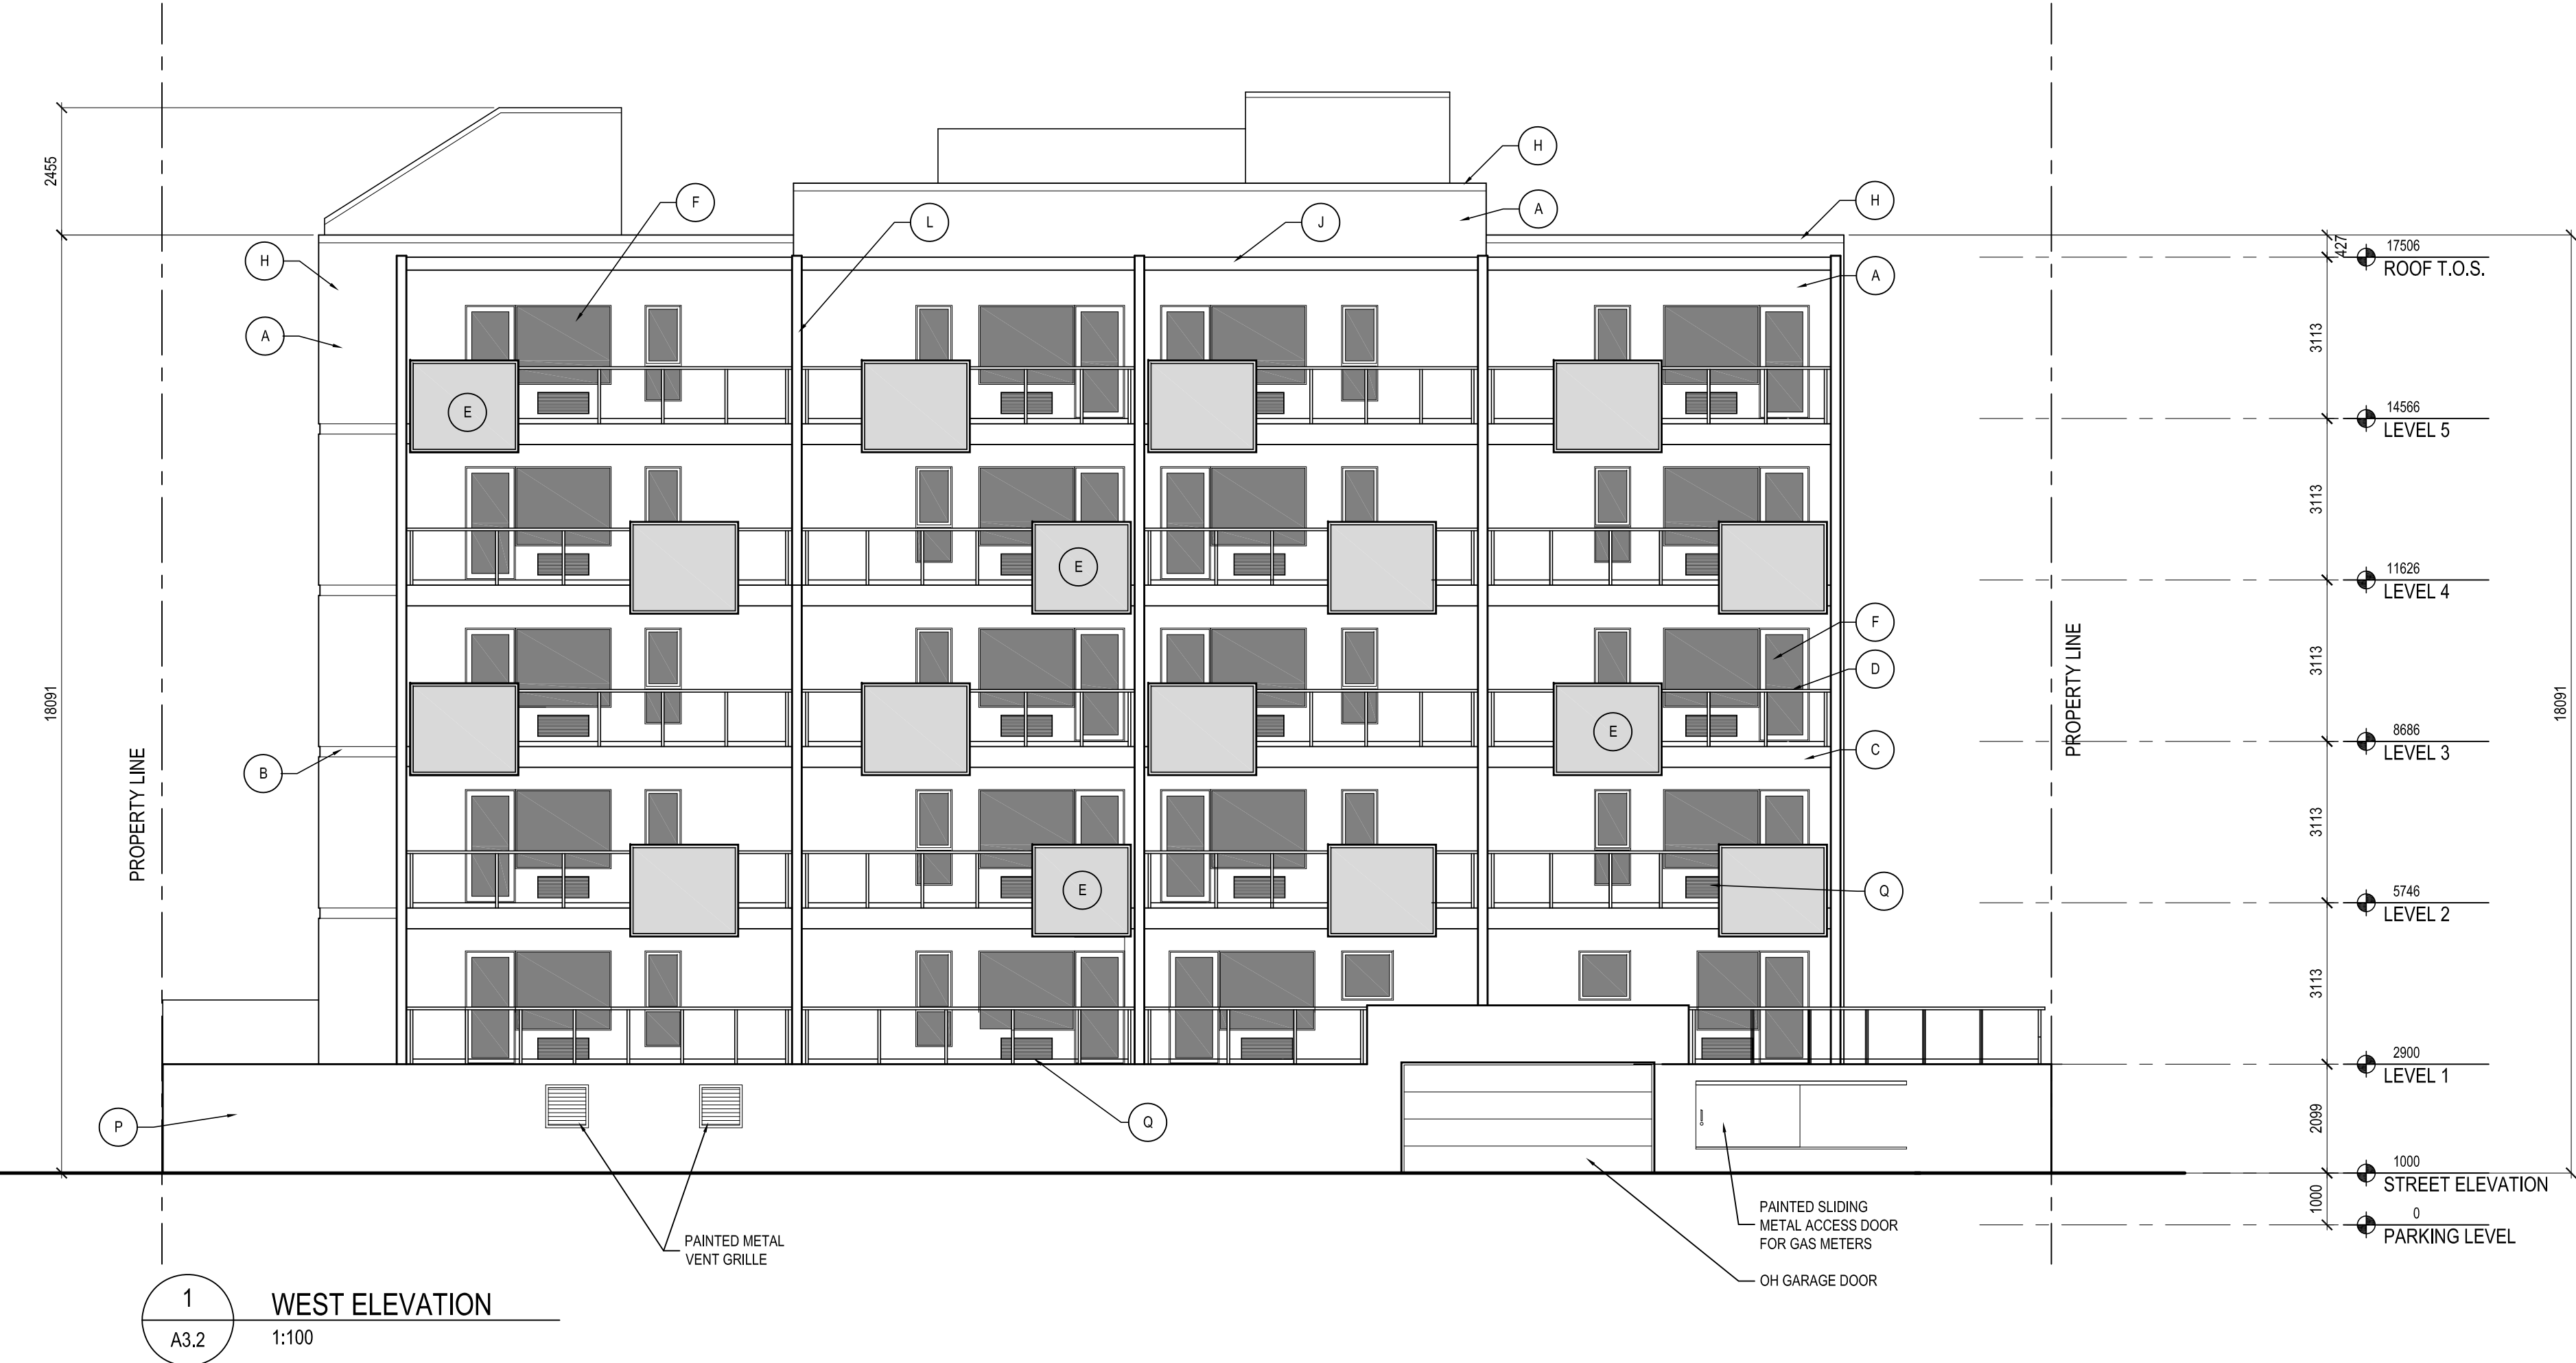 H
2455
F
L
J
A
H
H
A
427
17506
ROOF T.O.S.
A
3113
E
14566
LEVEL 5
3113
E
11626
LEVEL 4
F
D
PROPERTY LINE
3113
18091
18091
E
8686
LEVEL 3
C
B
PROPERTY LINE
3113
E
Q
5746
LEVEL 2
3113
2900
LEVEL 1
P
Q
2099
1000
STREET ELEVATION
1000
0
PARKING LEVEL
PAINTED METAL
VENT GRILLE
PAINTED SLIDING
METAL ACCESS DOOR
FOR GAS METERS
OH GARAGE DOOR
1
A3.2
WEST ELEVATION
1:100